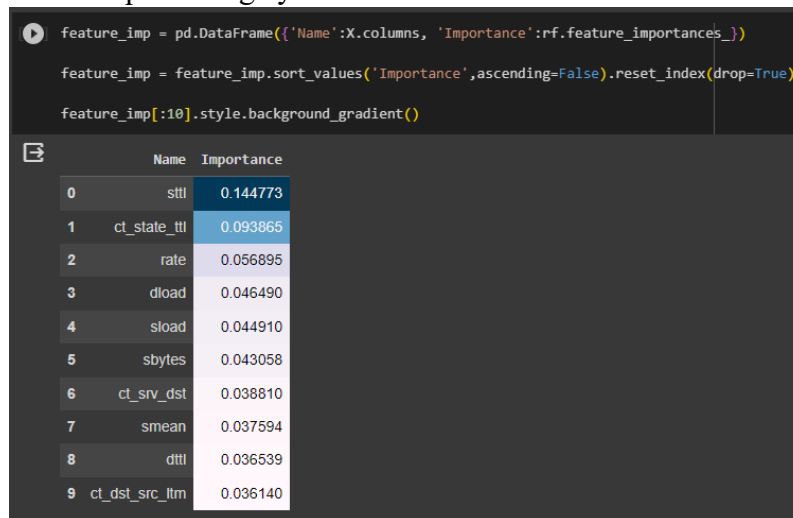 feature_imp = pd.DataFrame({'Name':X.columns, 'Importance':rf.feature_importances_})
feature_imp = feature_imp.sort_values('Importance',ascending=False).reset_index(drop=True)
feature_imp[:10].style.background_gradient()
Name Importance
0 sttl 0.144773
1 ct_state_ttl 0.093865
2 rate 0.056895
3 dload 0.046490
4 sload 0.044910
5 sbytes 0.043058
6 ct_srv_dst 0.038810
7 smean 0.037594
8 dttl 0.036539
9 ct_dst_src_ltm 0.036140